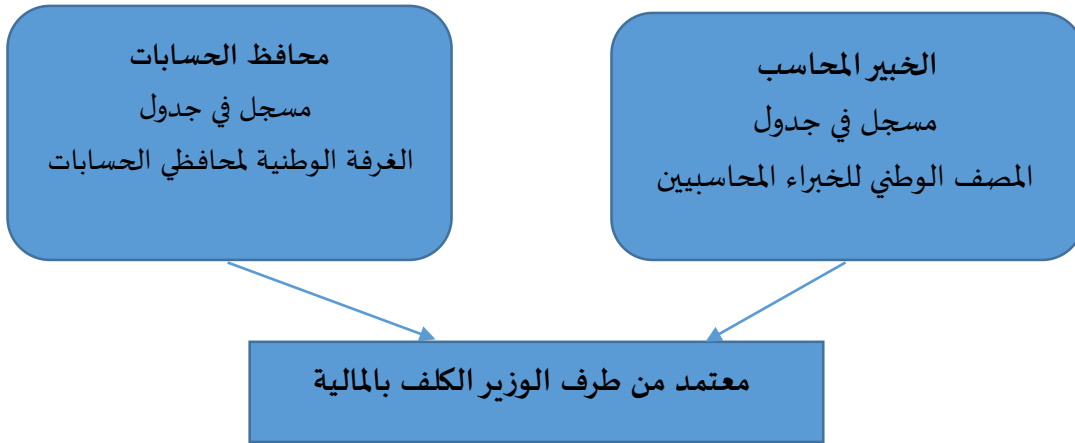 الخبير المحاسب
مسجل في جدول
المصف الوطني للخبراء المحاسبيين
محافظ الحسابات
مسجل في جدول
الغرفة الوطنية لمحافظي الحسابات
معتمد من طرف الوزير الكلف بالمالية